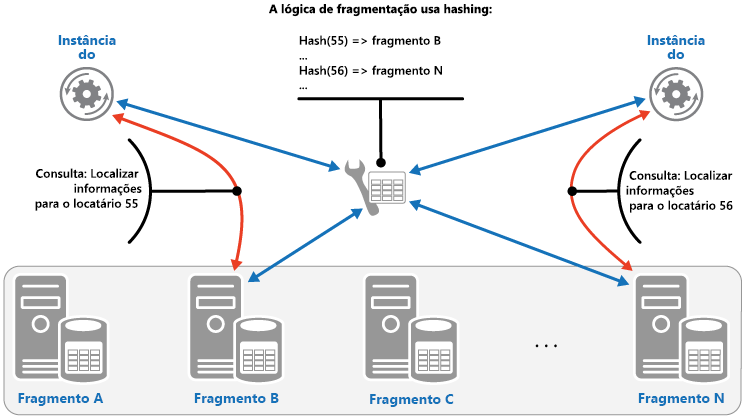 A lógica de fragmentação usa hashing:
Hash(55) => fragmento B
...
Hash(56) => fragmento N
...
Instância
do
Instância
do
Consulta: Localizar
informações
para o locatário 55
Consulta: Localizar
informações
para o locatário 56
...
Fragmento A
Fragmento B
Fragmento C
Fragmento N